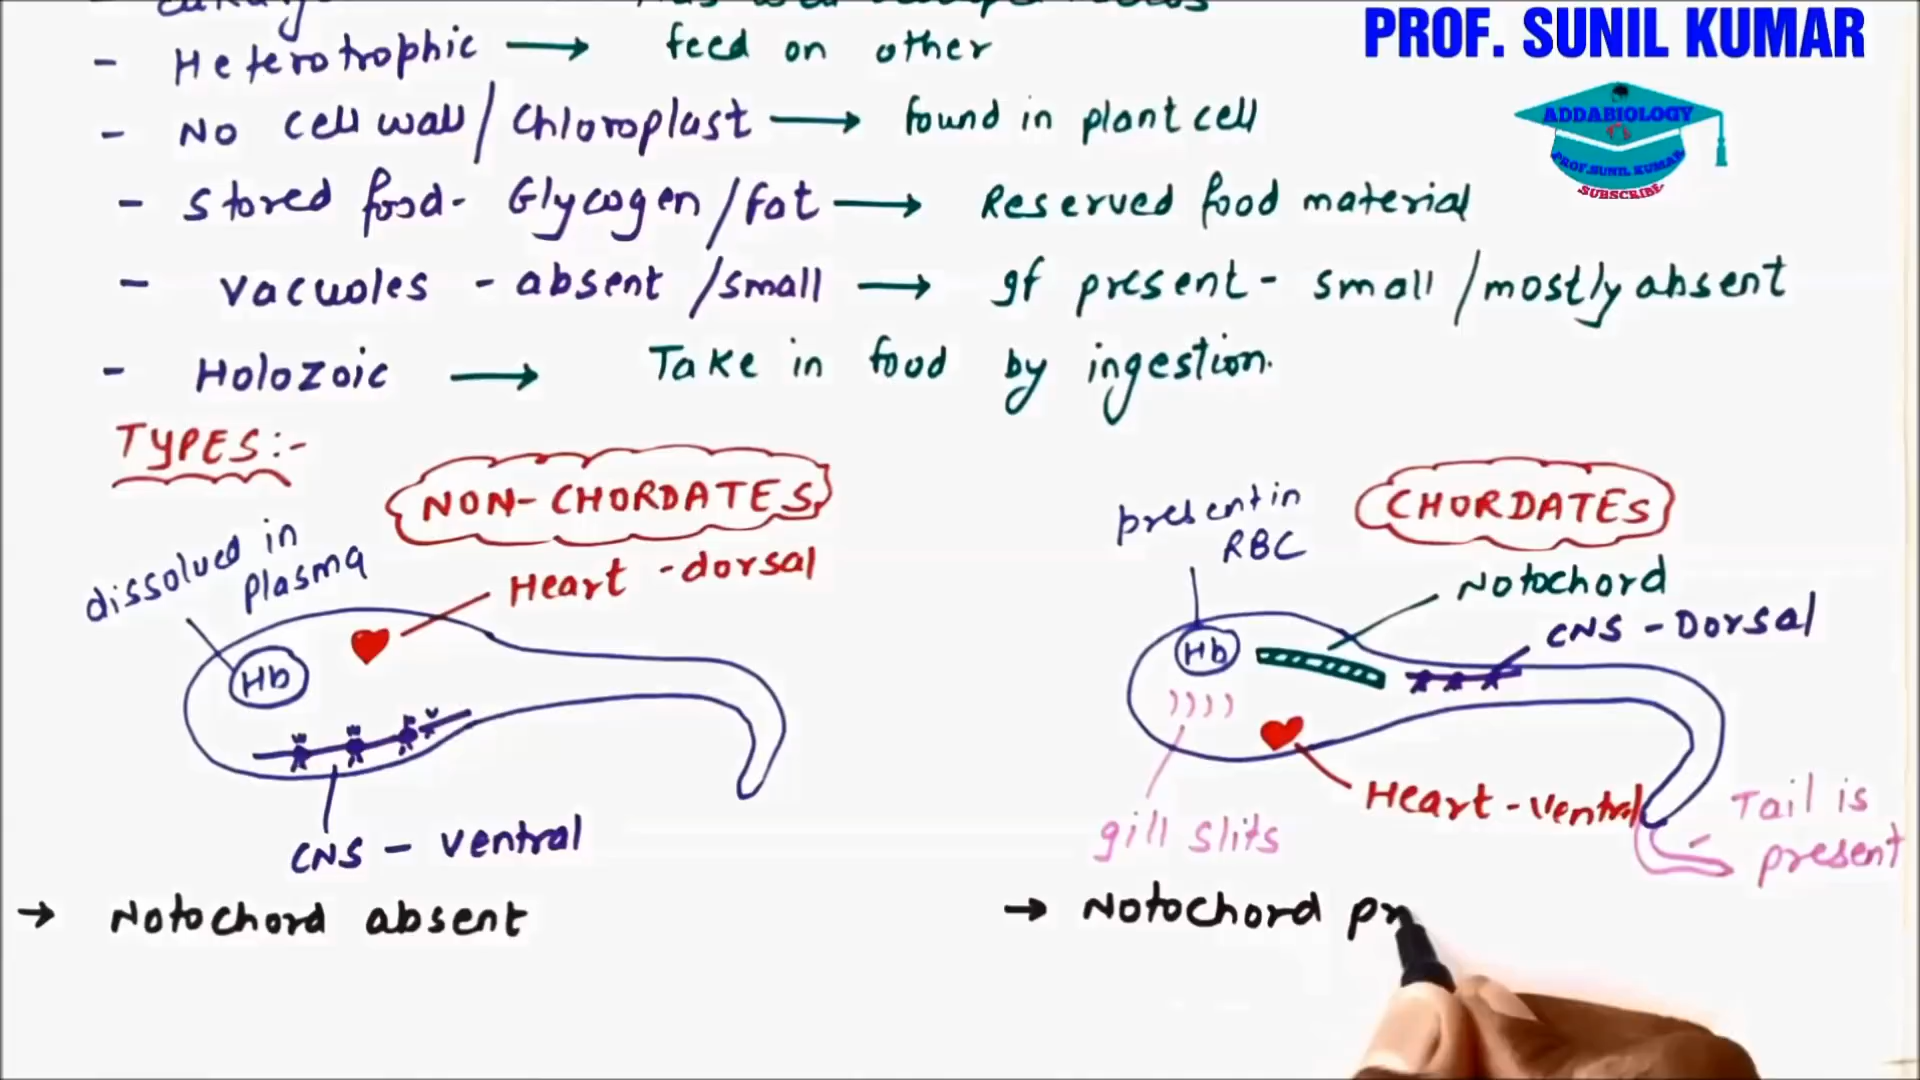 PROF. SUNIL KUMAR
ADDABIOLOGY
PROF.SUNIL KUMAR
SUBSCRIBE
- Heterotrophic → feed on other
- No cell wall/Chloroplast → found in plant cell
- Stored food- Glycogen/Fat → Reserved food material
- Vacuoles - absent/small → If present- small/mostly absent
- Holozoic → Take in food by ingestion.
TYPES:-
NON-CHORDATES
dissolved in
plasma
Heart - dorsal
Hb
CNS - ventral
→ Notochord absent
CHORDATES
present in
RBC
Notochord
CNS - Dorsal
Hb
gill slits
Heart - Ventral
Tail is
present
→ Notochord pr